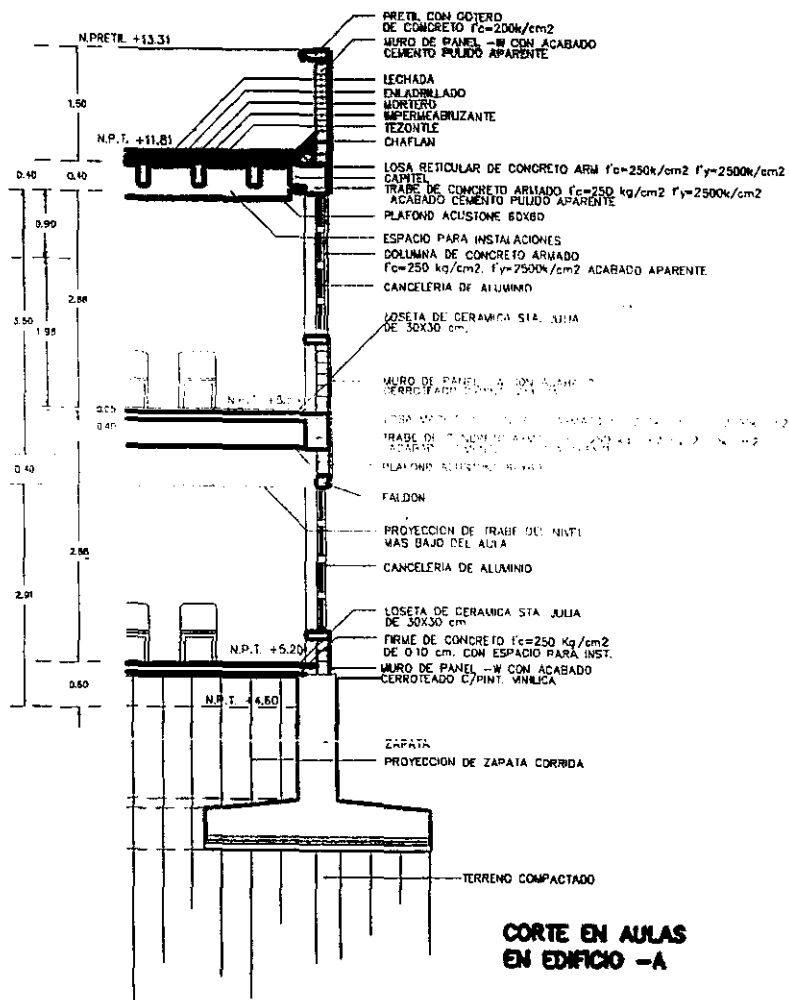 PRETIL CON GOTERO
DE CONCRETO f'c=200k/cm2
N.PRETIL +13.31
MURO DE PANEL -W CON ACABADO
CEMENTO PULIDO APARENTE
LECHADA
ENLADRILLADO
MORTERO
IMPERMEABILIZANTE
TEZONTLE
CHAFLAN
1.50
N.P.T. +11.81
LOSA RETICULAR DE CONCRETO ARM f'c=250k/cm2 f'y=2500k/cm2
CAPITEL
TRABE DE CONCRETO ARMADO f'c=250 kg/cm2 f'y=2500k/cm2
ACABADO CEMENTO PULIDO APARENTE
PLAFOND ACUSTONE 60X60
0.40
0.40
0.90
ESPACIO PARA INSTALACIONES
COLUMNA DE CONCRETO ARMADO
f'c=250 kg/cm2. f'y=2500k/cm2 ACABADO APARENTE
CANCELERIA DE ALUMINIO
2.88
3.50
1.98
LOSETA DE CERAMICA STA. JULIA
DE 30X30 cm.
MURO DE PANEL
N.P.T.
0.05
0.40
TRABE DE
PLAFOND ACUSTONE
0.40
FALDON
PROYECCION DE TRABE DEL NIVEL
MAS BAJO DEL AULA
2.88
CANCELERIA DE ALUMINIO
2.91
LOSETA DE CERAMICA STA. JULIA
DE 30X30 cm
N.P.T. +5.20
FIRME DE CONCRETO f'c=250 Kg/cm2
DE 0.10 cm. CON ESPACIO PARA INST.
MURO DE PANEL -W CON ACABADO
CERROTEADO C/PINT. VINILICA
0.60
N.P.T. +4.60
ZAPATA
PROYECCION DE ZAPATA CORRIDA
TERRENO COMPACTADO
CORTE EN AULAS
EN EDIFICIO -A